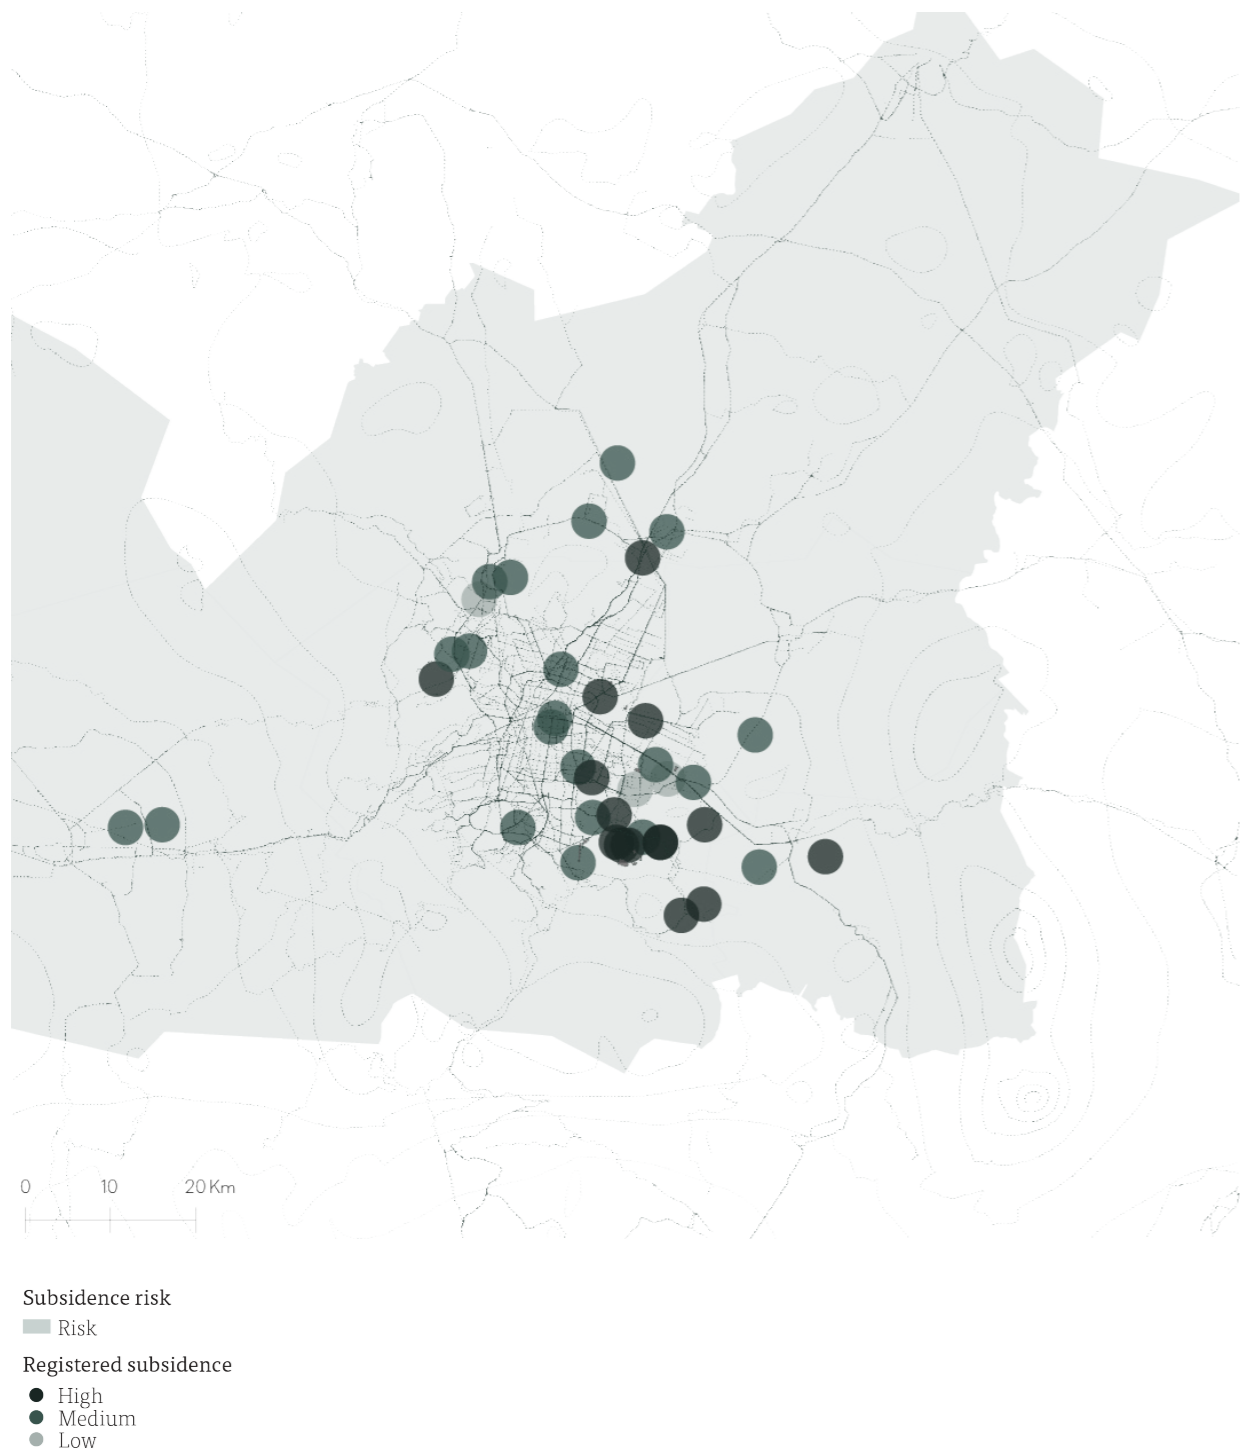 0 10 20 Km
Subsidence risk
Risk
Registered subsidence
High
Medium
Low